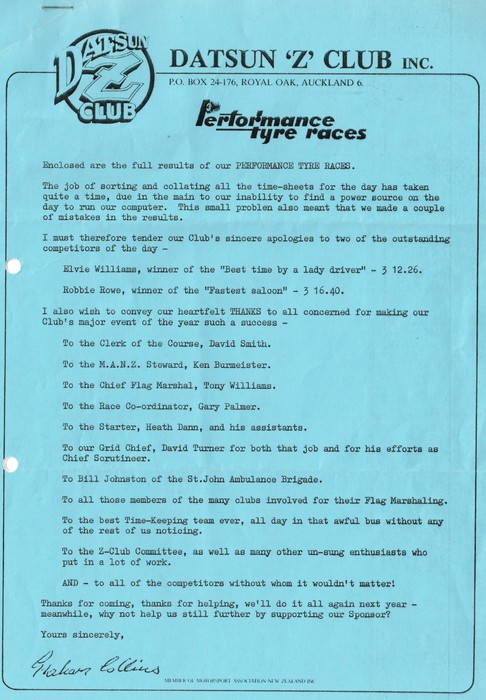 DATSUN
Z
CLUB
DATSUN 'Z' CLUB INC.
P.O. BOX 24-176, ROYAL OAK, AUCKLAND 6.
Performance
tyre races
Enclosed are the full results of our PERFORMANCE TYRE RACES.
The job of sorting and collating all the time-sheets for the day has taken
quite a time, due in the main to our inability to find a power source on the
day to run our computer. This small problem also meant that we made a couple
of mistakes in the results.
I must therefore tender our Club's sincere apologies to two of the outstanding
competitors of the day -
Elvie Williams, winner of the "Best time by a lady driver" - 3 12.26.
Robbie Rowe, winner of the "Fastest saloon" - 3 16.40.
I also wish to convey our heartfelt THANKS to all concerned for making our
Club's major event of the year such a success -
To the Clerk of the Course, David Smith.
To the M.A.N.Z. Steward, Ken Burmeister.
To the Chief Flag Marshal, Tony Williams.
To the Race Co-ordinator, Gary Palmer.
To the Starter, Heath Dann, and his assistants.
To our Grid Chief, David Turner for both that job and for his efforts as
Chief Scrutineer.
To Bill Johnston of the St.John Ambulance Brigade.
To all those members of the many clubs involved for their Flag Marshaling.
To the best Time-Keeping team ever, all day in that awful bus without any
of the rest of us noticing.
To the Z-Club Committee, as well as many other un-sung enthusiasts who
put in a lot of work.
AND - to all of the competitors without whom it wouldn't matter!
Thanks for coming, thanks for helping, we'll do it all again next year -
meanwhile, why not help us still further by supporting our Sponsor?
Yours sincerely,
Graham Collins
MEMBER OF MOTORSPORT ASSOCIATION NEW ZEALAND INC